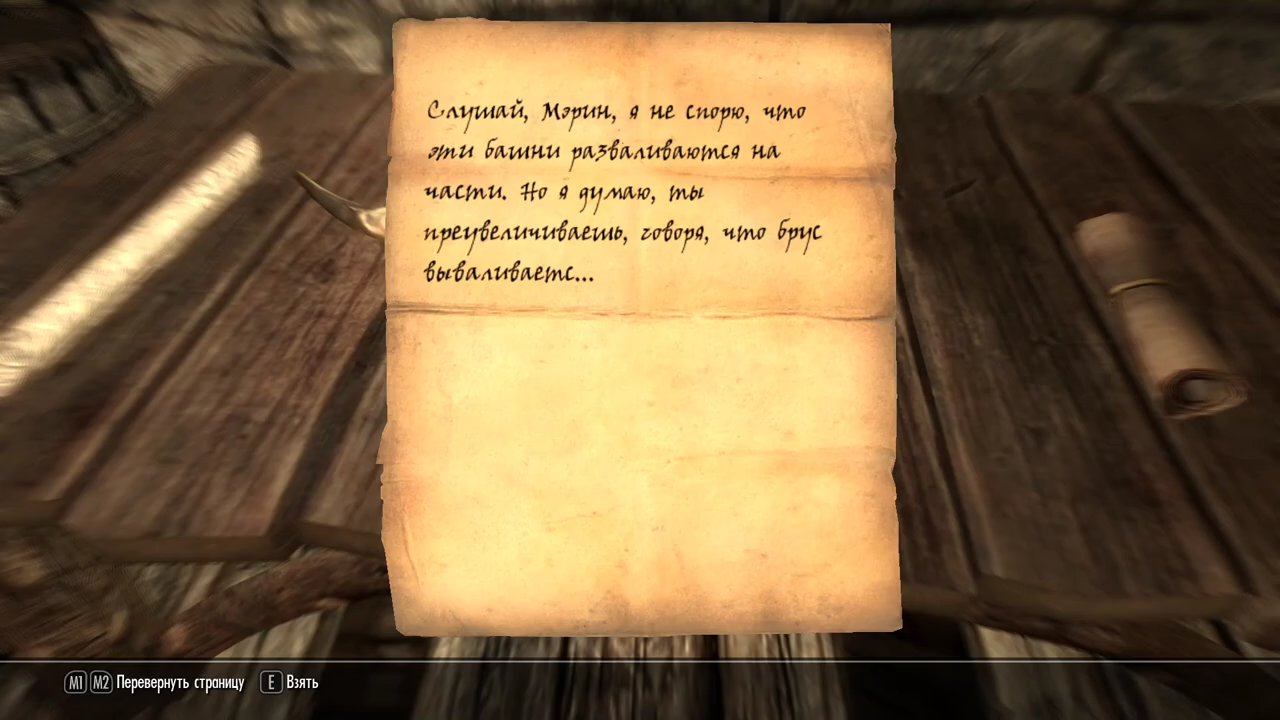 Слушай, Мэрин, я не спорю, что
эти башни разваливаются на
части. Но я думаю, ты
преувеличиваешь, говоря, что брус
вываливаетс...
M1 M2 Перевернуть страницу E Взять